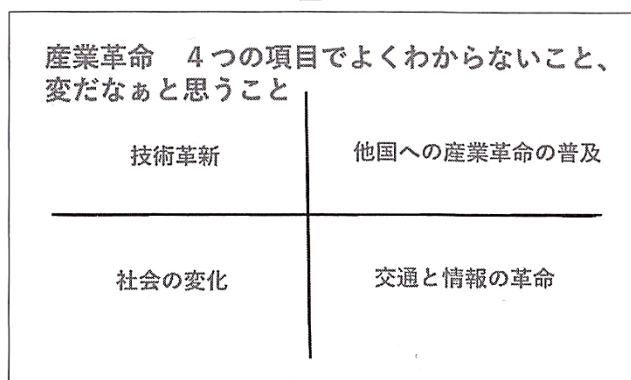 産業革命　４つの項目でよくわからないこと、
変だなぁと思うこと
技術革新
他国への産業革命の普及
社会の変化
交通と情報の革命